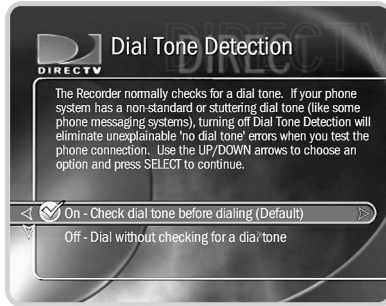 Dial Tone Detection
DIRECTV
The Recorder normally checks for a dial tone. If your phone
system has a non-standard or stuttering dial tone (like some
phone messaging systems), turning off Dial Tone Detection will
eliminate unexplainable 'no dial tone' errors when you test the
phone connection. Use the UP/DOWN arrows to choose an
option and press SELECT to continue.
On - Check dial tone before dialing (Default)
Off - Dial without checking for a dial tone